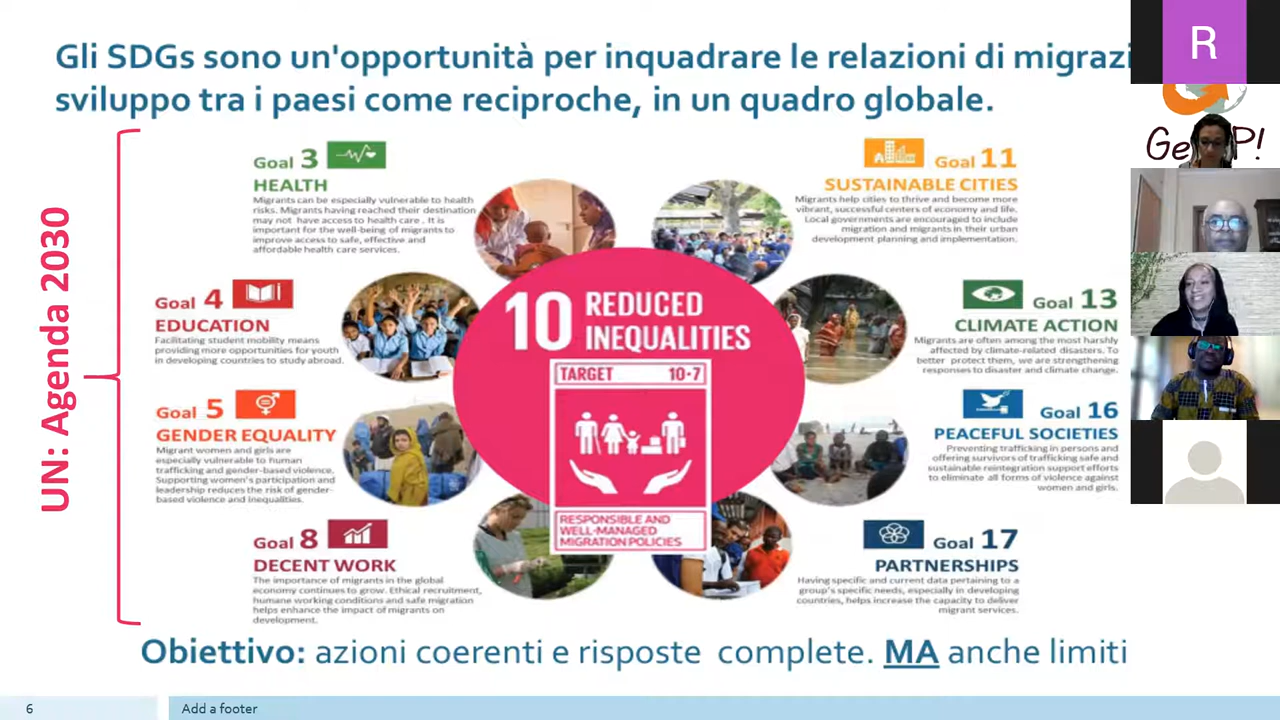 Gli SDGs sono un'opportunità per inquadrare le relazioni di migrazi
sviluppo tra i paesi come reciproche, in un quadro globale.
R
UN: Agenda 2030
Goal 3
HEALTH
Migrants can be especially vulnerable to health
risks. Migrants having reached their destination
may not have access to health care . It is
important for the well-being of migrants to
improve access to safe, effective and
affordable health care services.
Goal 4
EDUCATION
Facilitating student mobility means
providing more opportunities for youth
in developing countries to study abroad.
Goal 5
GENDER EQUALITY
Migrant women and girls are
especially vulnerable to human
trafficking and gender-based violence.
Supporting women's participation and
leadership reduces the risk of gender-
based violence and inequalities.
Goal 8
DECENT WORK
The importance of migrants in the global
economy continues to grow. Ethical recruitment,
humane working conditions and safe migration
helps enhance the impact of migrants on
development.
10 REDUCED
INEQUALITIES
TARGET 10·7
RESPONSIBLE AND
WELL-MANAGED
MIGRATION POLICIES
Goal 11
SUSTAINABLE CITIES
Migrants help cities to thrive and become more
vibrant, successful centers of economy and life.
Local governments are encouraged to include
migration and migrants in their urban
development planning and implementation.
Goal 13
CLIMATE ACTION
Migrants are often among the most harshly
affected by climate-related disasters. To
better protect them, we are strengthening
responses to disaster and climate change.
Goal 16
PEACEFUL SOCIETIES
Preventing trafficking in persons and
offering survivors of trafficking safe and
sustainable reintegration support efforts
to eliminate all forms of violence against
women and girls.
Goal 17
PARTNERSHIPS
Having specific and current data pertaining to a
group's specific needs, especially in developing
countries, helps increase the capacity to deliver
migrant services.
Obiettivo: azioni coerenti e risposte complete. MA anche limiti
6
Add a footer